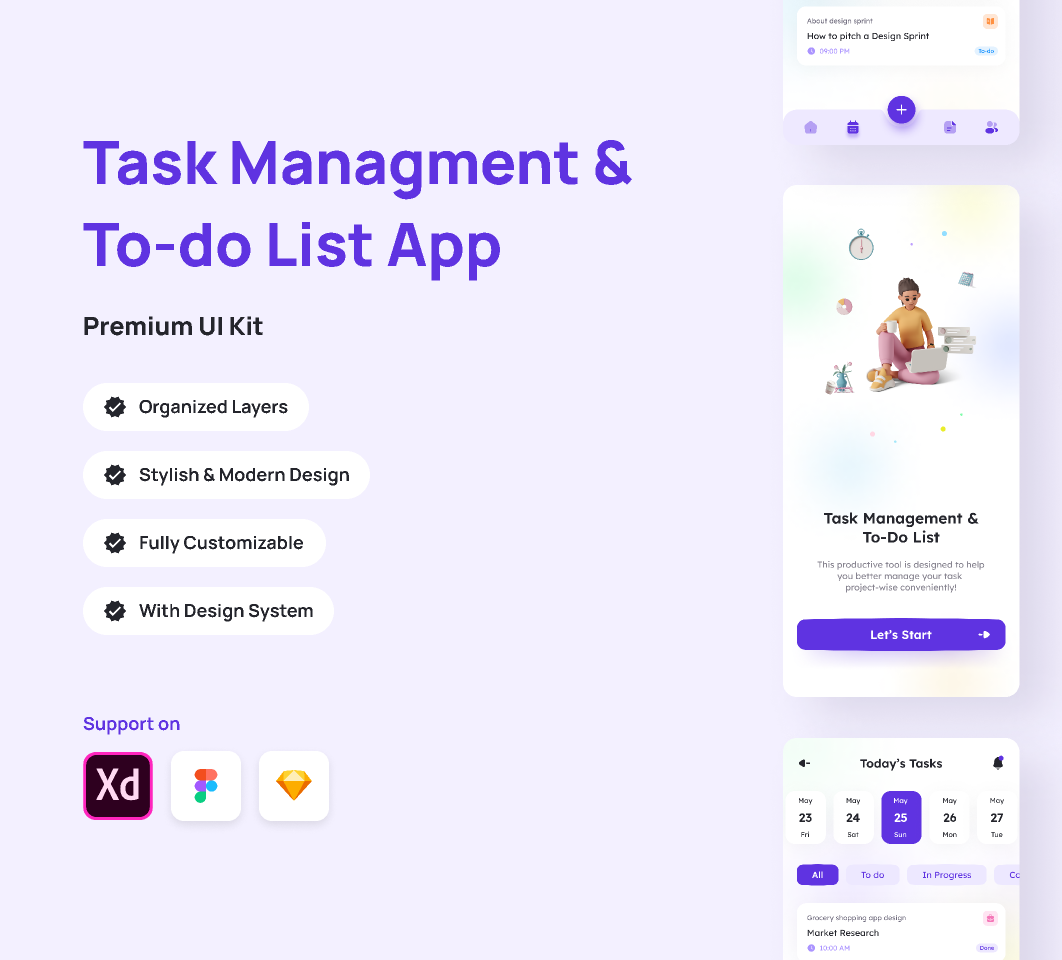 Task Managment &
To-do List App
Premium UI Kit
Organized Layers
Stylish & Modern Design
Fully Customizable
With Design System
Support on
Xd
About design sprint
How to pitch a Design Sprint
09:00 PM
To-do
Task Management &
To-Do List
This productive tool is designed to help
you better manage your task
project-wise conveniently!
Let's Start
Today's Tasks
May May May May May
23 24 25 26 27
Fri Sat Sun Mon Tue
All To do In Progress Co
Grocery shopping app design
Market Research
10:00 AM
Done